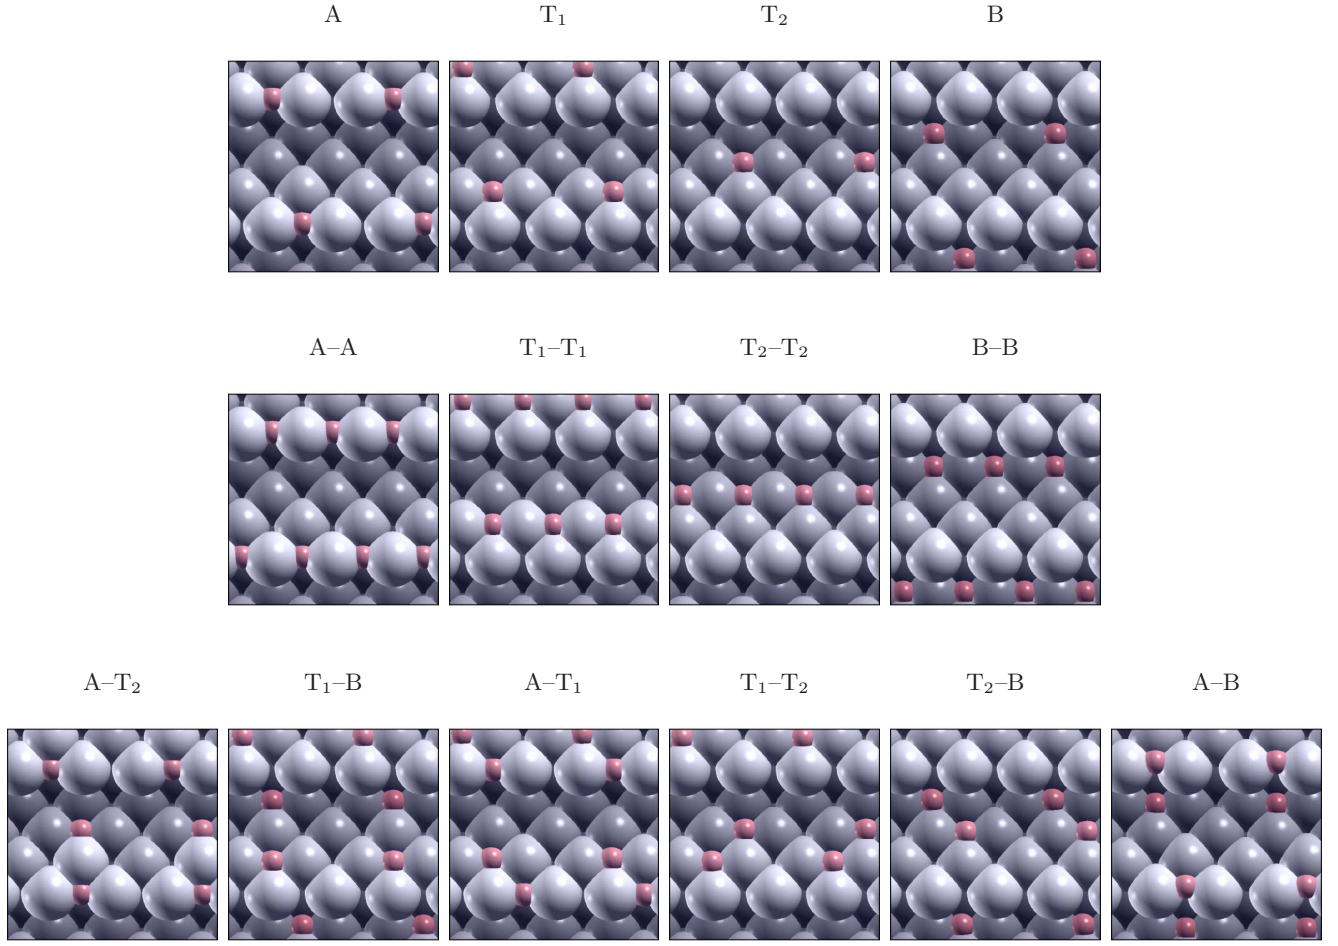 A T₁ T₂ B
A–A T₁–T₁ T₂–T₂ B–B
A–T₂ T₁–B A–T₁ T₁–T₂ T₂–B A–B